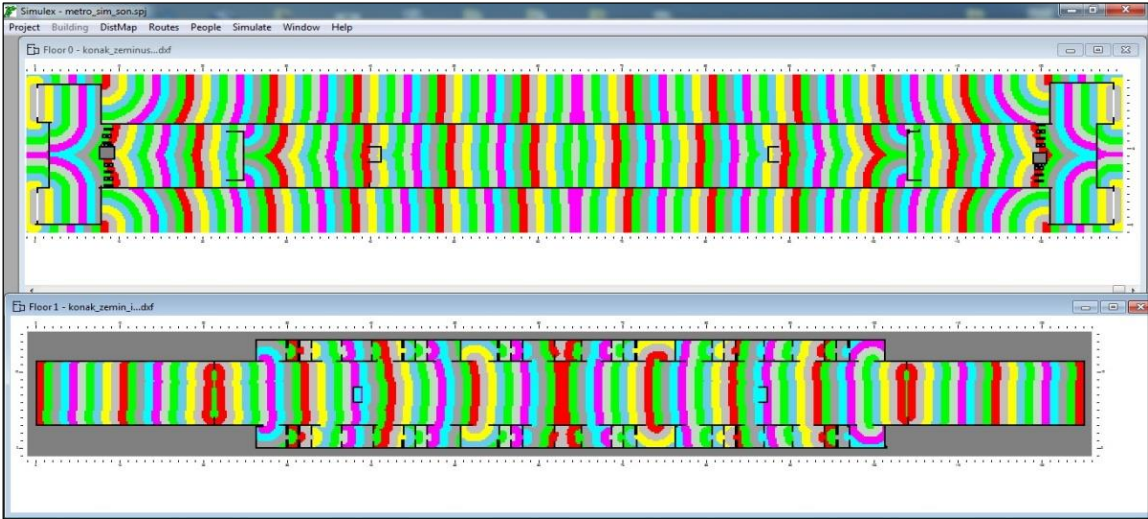 Simulex - metro_sim_son.spj
Project Building DistMap Routes People Simulate Window Help
Floor 0 - konak_zeminus...dxf
Floor 1 - konak_zemin_i...dxf